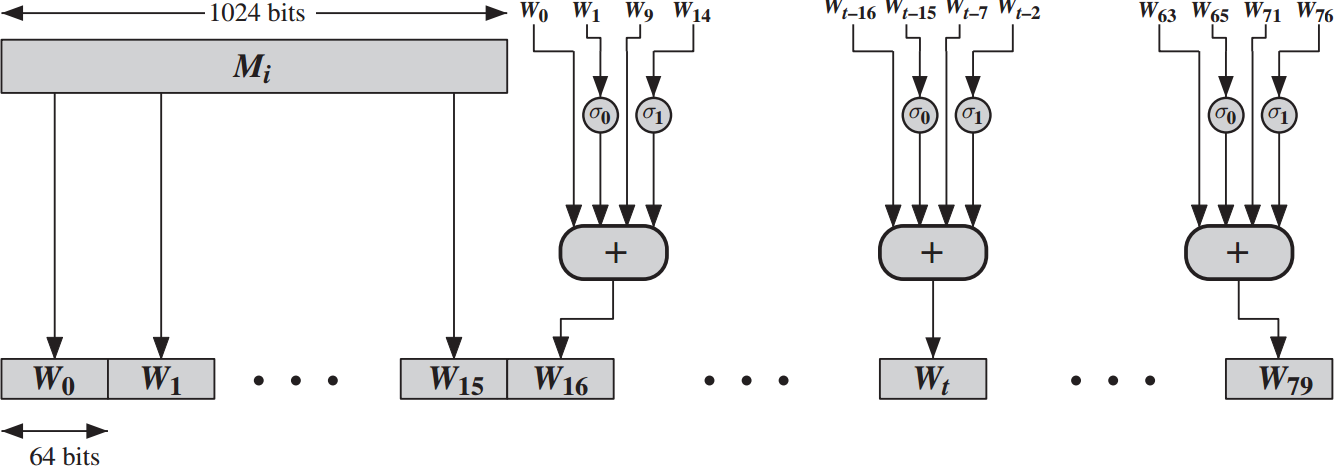 1024 bits W0 W1 W9 W14 Wt–16 Wt–15 Wt–7 Wt–2 W63 W65 W71 W76
Mi
σ0 σ1 σ0 σ1 σ0 σ1
+ + +
W0 W1 • • • W15 W16 • • • Wt • • • W79
64 bits